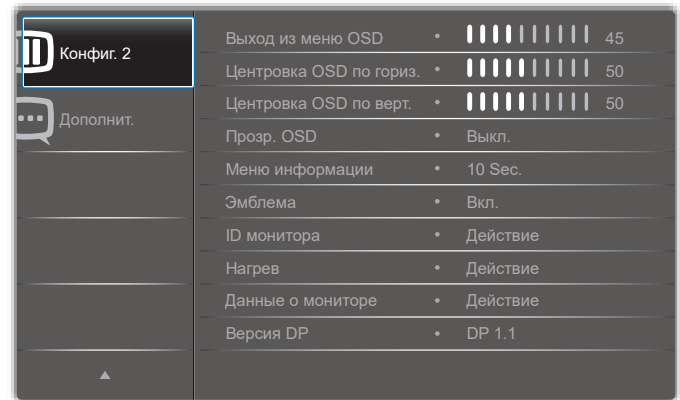 Конфиг. 2
Дополнит.
Выход из меню OSD • 45
Центровка OSD по гориз. • 50
Центровка OSD по верт. • 50
Прозр. OSD • Выкл.
Меню информации • 10 Sec.
Эмблема • Вкл.
ID монитора • Действие
Нагрев • Действие
Данные о мониторе • Действие
Версия DP • DP 1.1